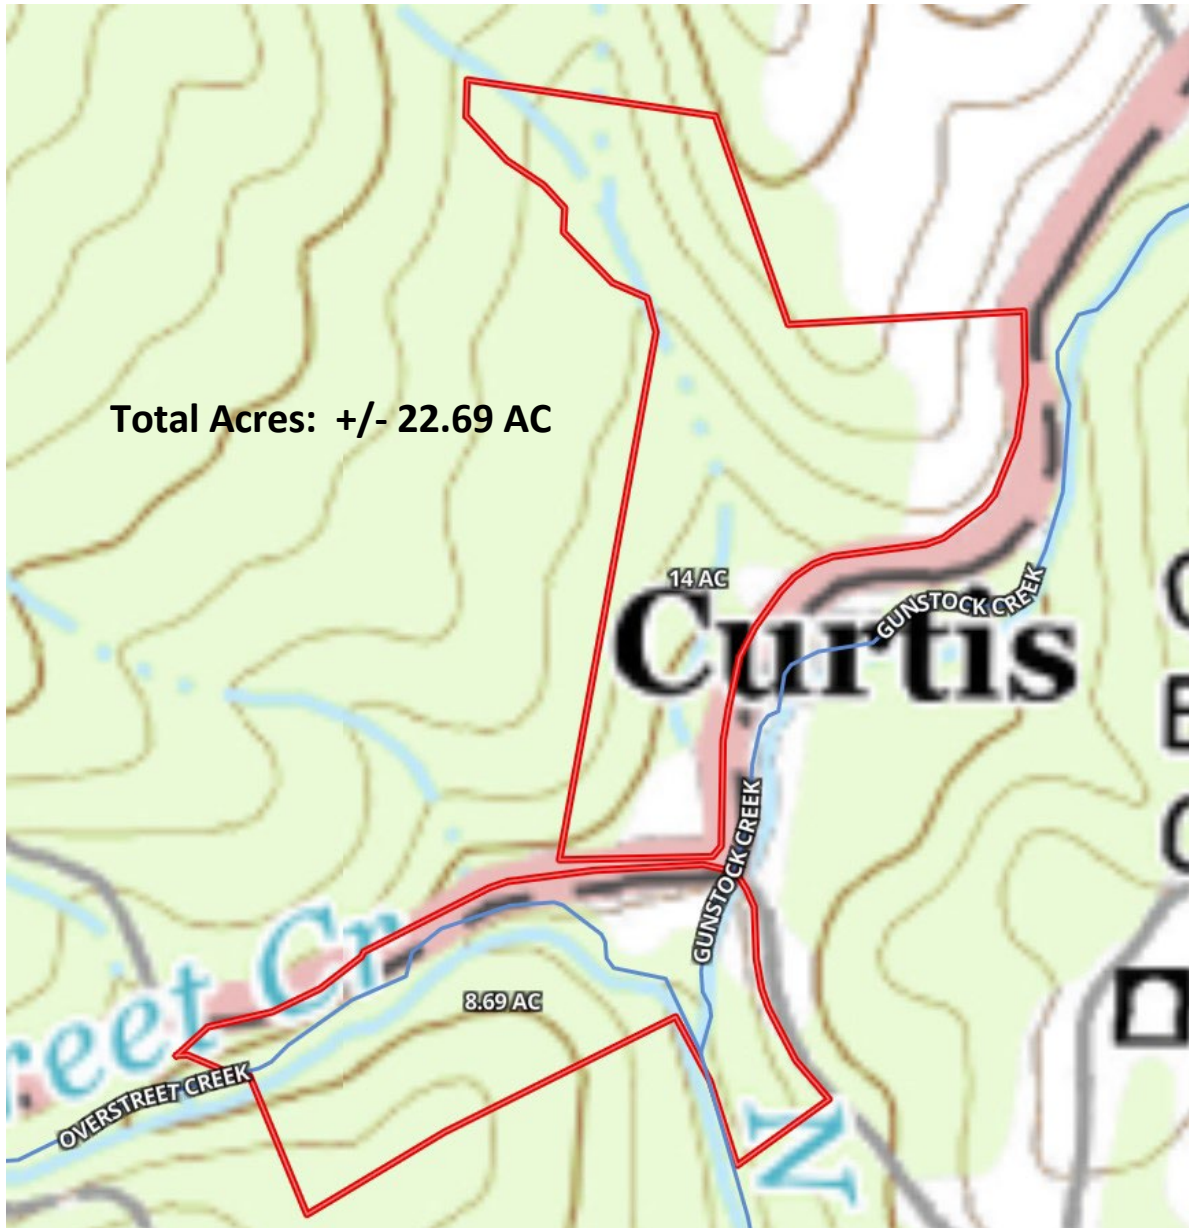 Total Acres: +/- 22.69 AC
14 AC
Curtis
GUNSTOCK CREEK
GUNSTOCK CREEK
reet Cr
8.69 AC
OVERSTREET CREEK
N